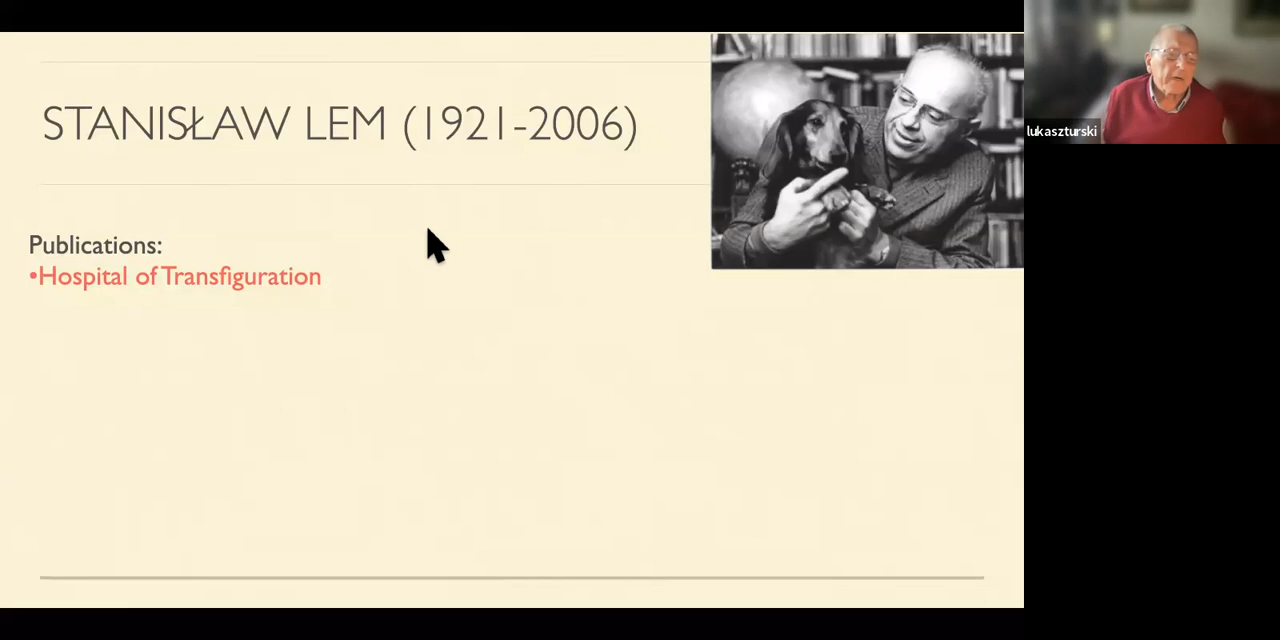 STANISŁAW LEM (1921-2006)
Publications:
•Hospital of Transfiguration
lukaszturski